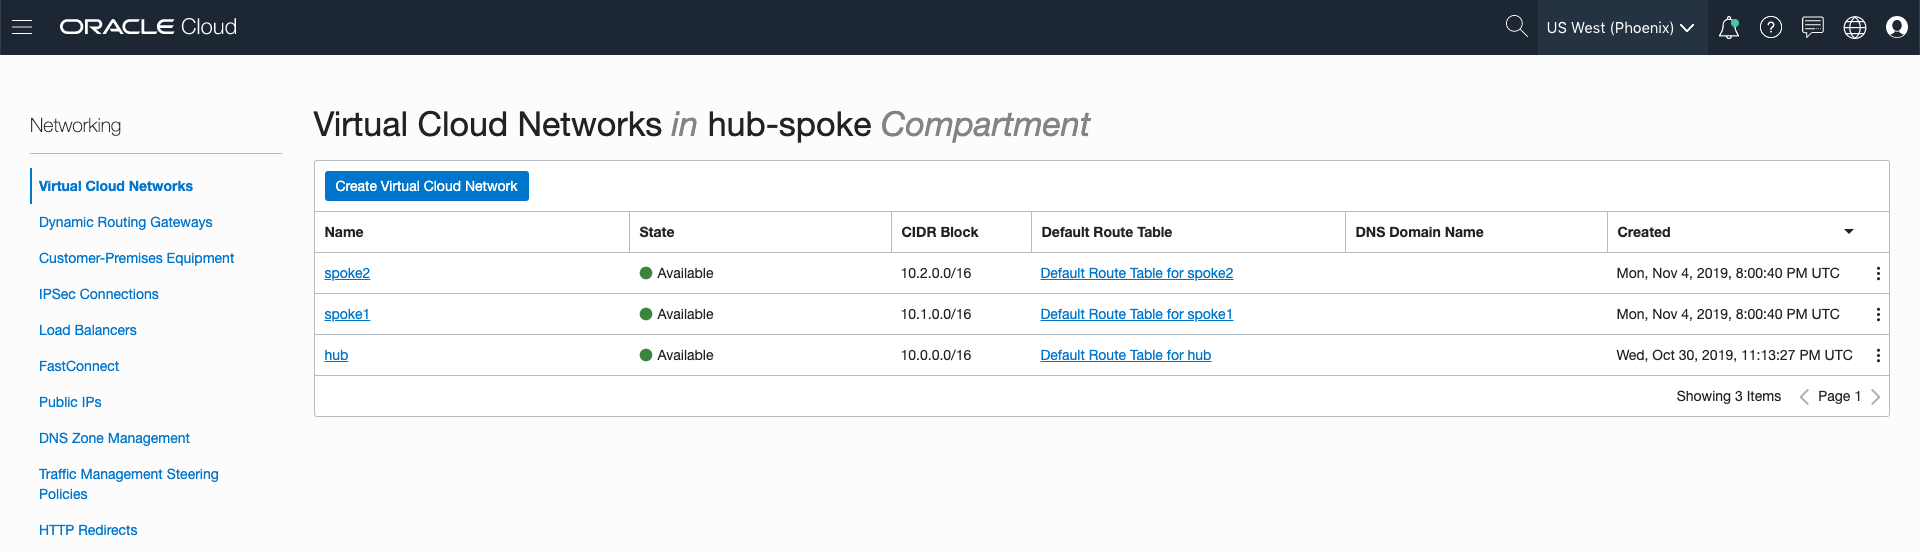 ORACLE Cloud
US West (Phoenix)
Networking
Virtual Cloud Networks
Dynamic Routing Gateways
Customer-Premises Equipment
IPSec Connections
Load Balancers
FastConnect
Public IPs
DNS Zone Management
Traffic Management Steering
Policies
HTTP Redirects
Virtual Cloud Networks in hub-spoke Compartment
Create Virtual Cloud Network
Name State CIDR Block Default Route Table DNS Domain Name Created
spoke2 Available 10.2.0.0/16 Default Route Table for spoke2 Mon, Nov 4, 2019, 8:00:40 PM UTC
spoke1 Available 10.1.0.0/16 Default Route Table for spoke1 Mon, Nov 4, 2019, 8:00:40 PM UTC
hub Available 10.0.0.0/16 Default Route Table for hub Wed, Oct 30, 2019, 11:13:27 PM UTC
Showing 3 Items Page 1